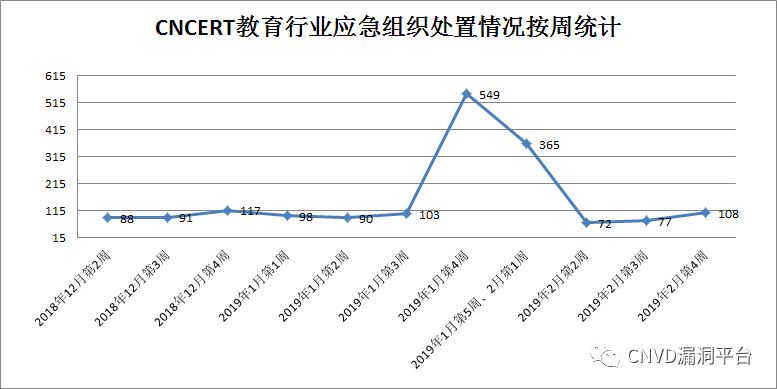 CNCERT教育行业应急组织处置情况按周统计
615
515
415
315
215
115
15
88
91
117
98
90
103
549
365
72
77
108
2018年12月第2周
2018年12月第3周
2018年12月第4周
2019年1月第1周
2019年1月第2周
2019年1月第3周
2019年1月第4周
2019年1月第5周、2月第1周
2019年2月第2周
2019年2月第3周
2019年2月第4周
CNVD漏洞平台